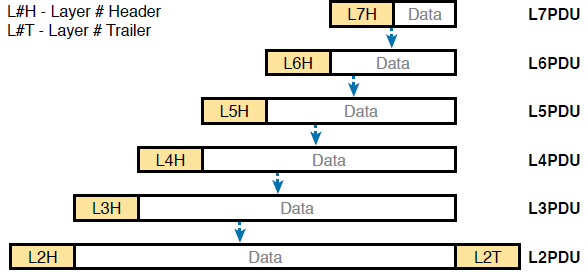 L#H - Layer # Header
L#T - Layer # Trailer
L7H Data L7PDU
L6H Data L6PDU
L5H Data L5PDU
L4H Data L4PDU
L3H Data L3PDU
L2H Data L2T L2PDU